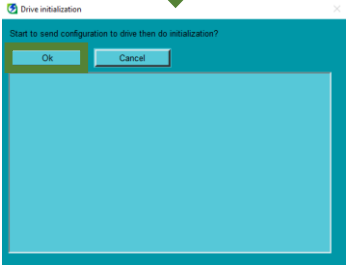 Drive initialization
Start to send configuration to drive then do initialization?
Ok
Cancel